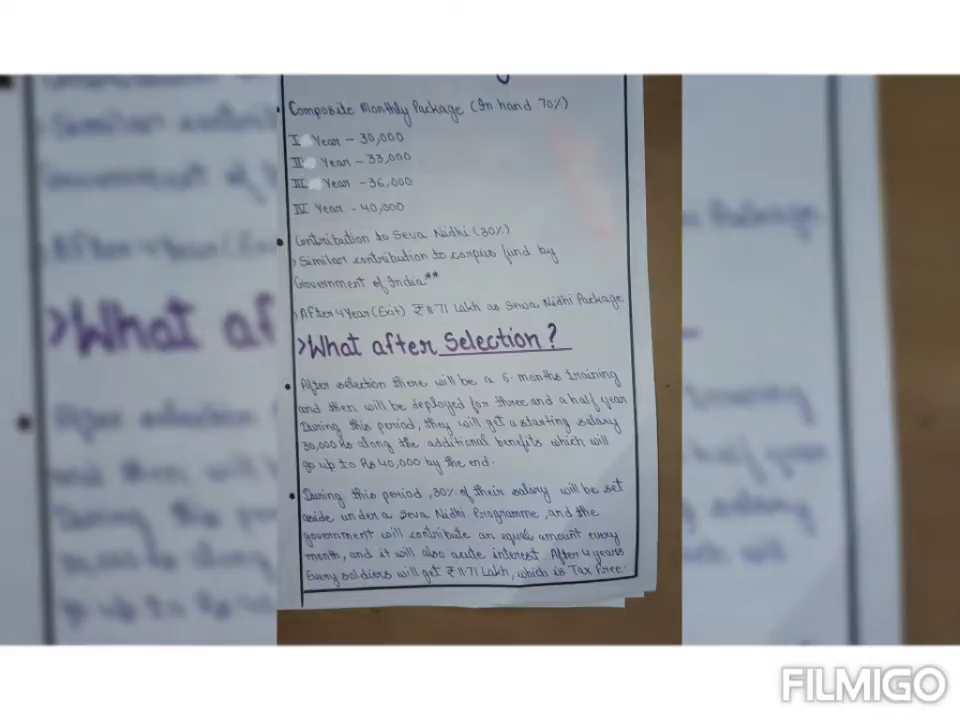 • Composite Monthly Package (In hand 70%)
I Year - 30,000
II Year - 33,000
III Year - 36,000
IV Year - 40,000
• Contribution to Seva Nidhi (30%)
> Similar contribution to corpus fund by
Government of India**
> After 4 Year (Exit) ₹ 11.71 Lakh as Sewa Nidhi Package
> What after Selection?
• After selection there will be a 6-months training
and then will be deployed for three and a half year
During this period, they will get a starting salary
30,000 Rs along the additional benefits which will
go up to Rs 40,000 by the end.
• During this period, 30% of their salary will be set
aside under a Seva Nidhi Programme, and the
government will contribute an equal amount every
month, and it will also acute interest. After 4 years
Every soldiers will get ₹ 11.71 Lakh, which is Tax Free.
FILMIGO